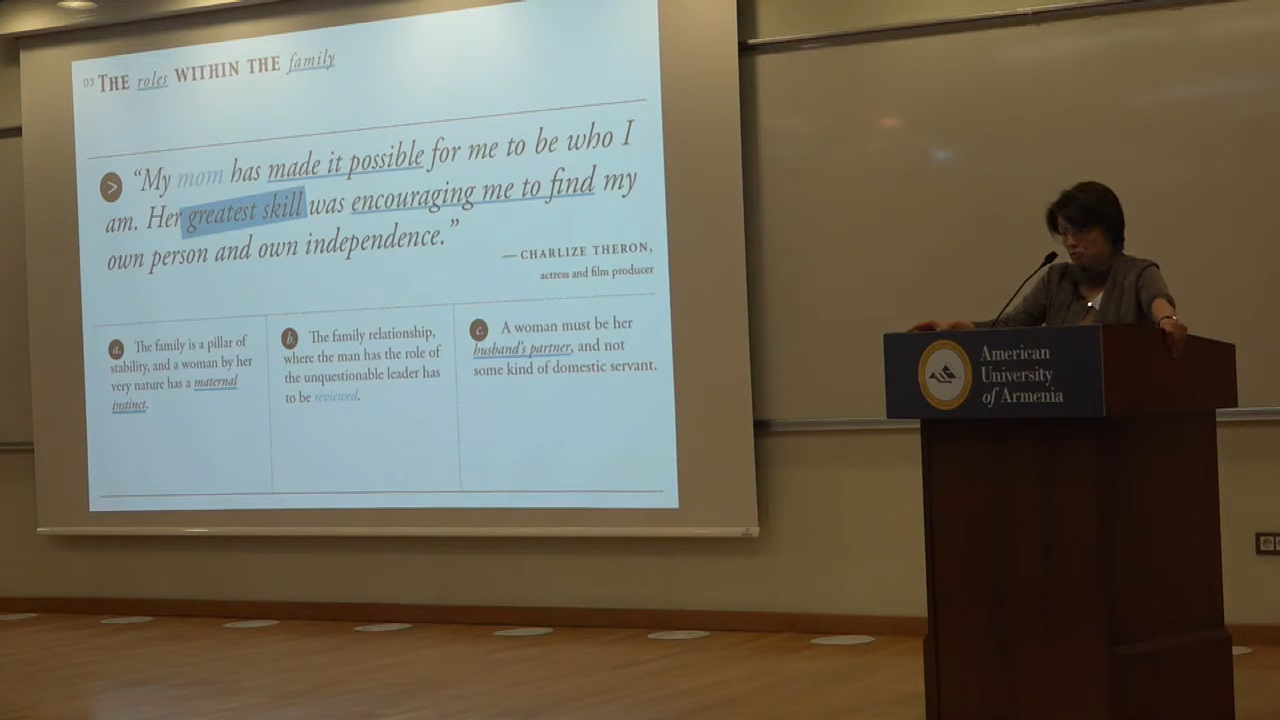 03 THE roles WITHIN THE family
> “My mom has made it possible for me to be who I
am. Her greatest skill was encouraging me to find my
own person and own independence.”
— CHARLIZE THERON,
actress and film producer
a. The family is a pillar of
stability, and a woman by her
very nature has a maternal
instinct.
b. The family relationship,
where the man has the role of
the unquestionable leader has
to be reviewed.
c. A woman must be her
husband's partner, and not
some kind of domestic servant.
American
University
of Armenia